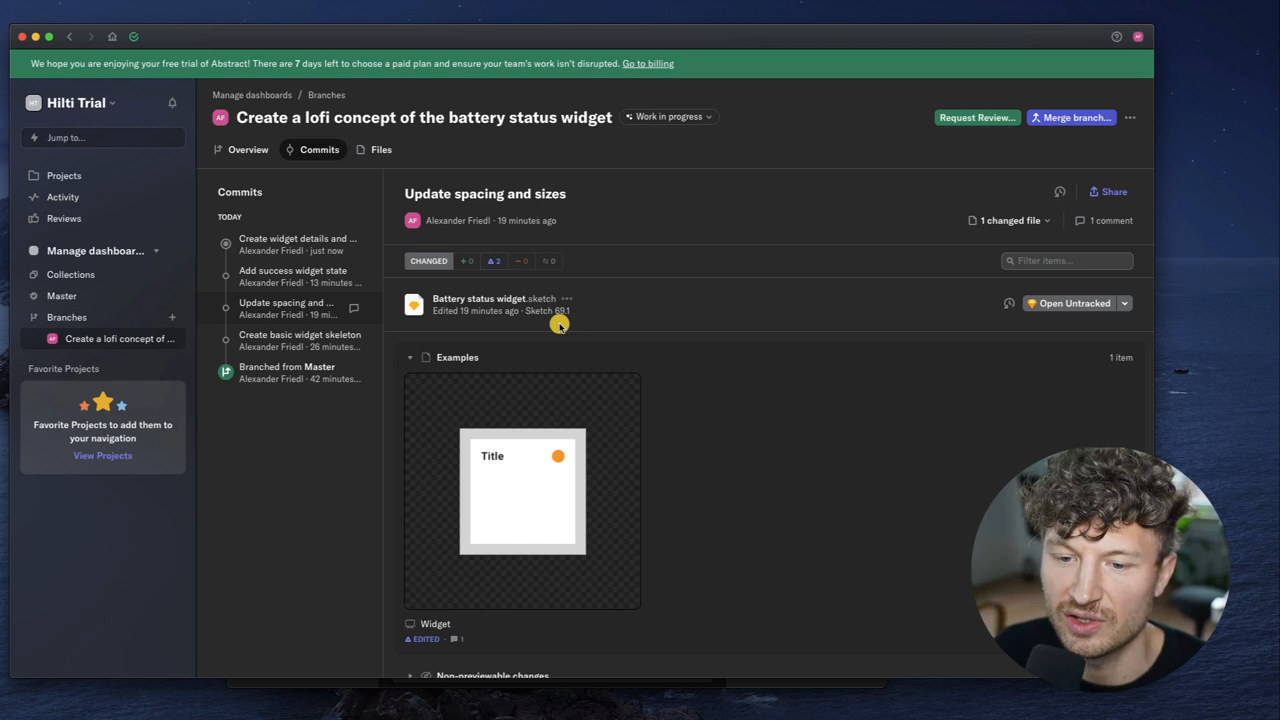 We hope you are enjoying your free trial of Abstract! There are 7 days left to choose a paid plan and ensure your team's work isn't disrupted. Go to billing
HT Hilti Trial
Jump to...
Projects
Activity
Reviews
Manage dashboar...
Collections
Master
Branches
AF Create a lofi concept of ...
Favorite Projects
Favorite Projects to add them to
your navigation
View Projects
Manage dashboards / Branches
AF Create a lofi concept of the battery status widget Work in progress
Request Review... Merge branch...
Overview Commits Files
Commits
TODAY
Create widget details and ...
Alexander Friedl · just now
Add success widget state
Alexander Friedl · 13 minutes ...
Update spacing and ...
Alexander Friedl · 19 mi...
Create basic widget skeleton
Alexander Friedl · 26 minutes...
Branched from Master
Alexander Friedl · 42 minutes...
Update spacing and sizes
Share
AF Alexander Friedl · 19 minutes ago
1 changed file 1 comment
CHANGED +0 2 −0 0
Filter items...
Battery status widget.sketch
Edited 19 minutes ago · Sketch 69.1
Open Untracked
Examples
1 item
Title
Widget
EDITED · 1
Non-previewable changes